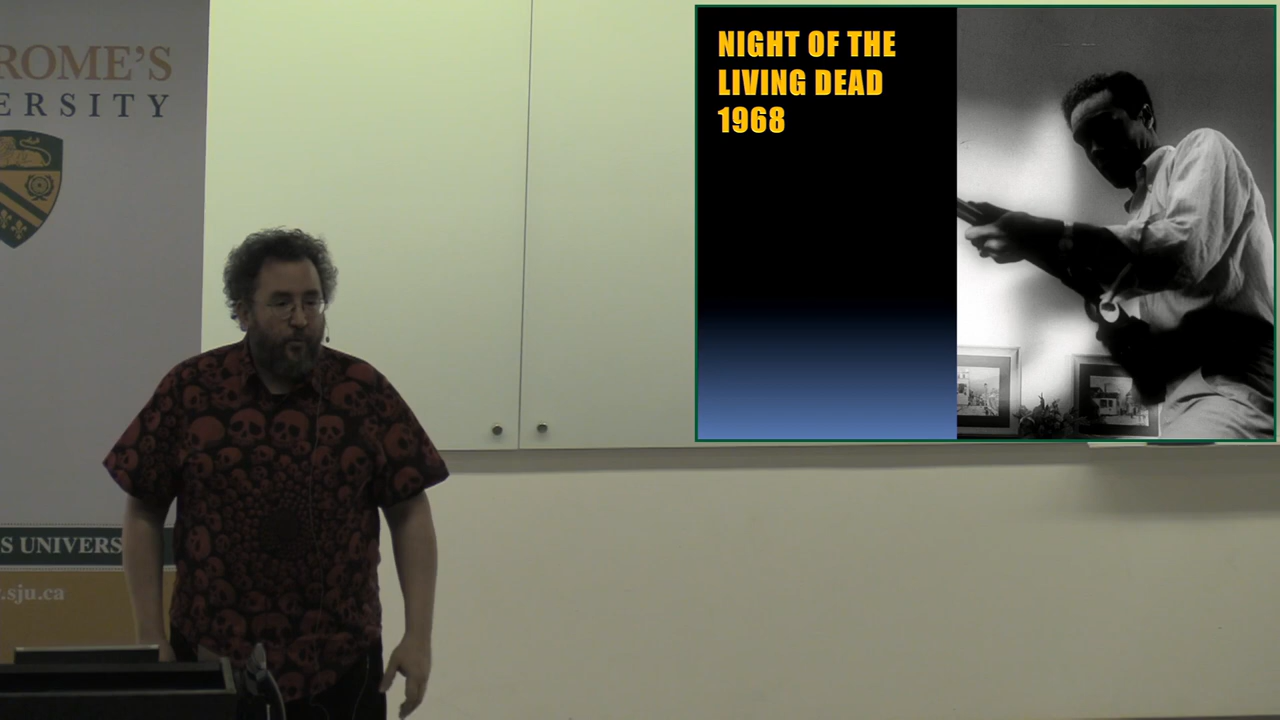 ROME'S
ERSITY
NIGHT OF THE
LIVING DEAD
1968
S UNIVERS
.sju.ca